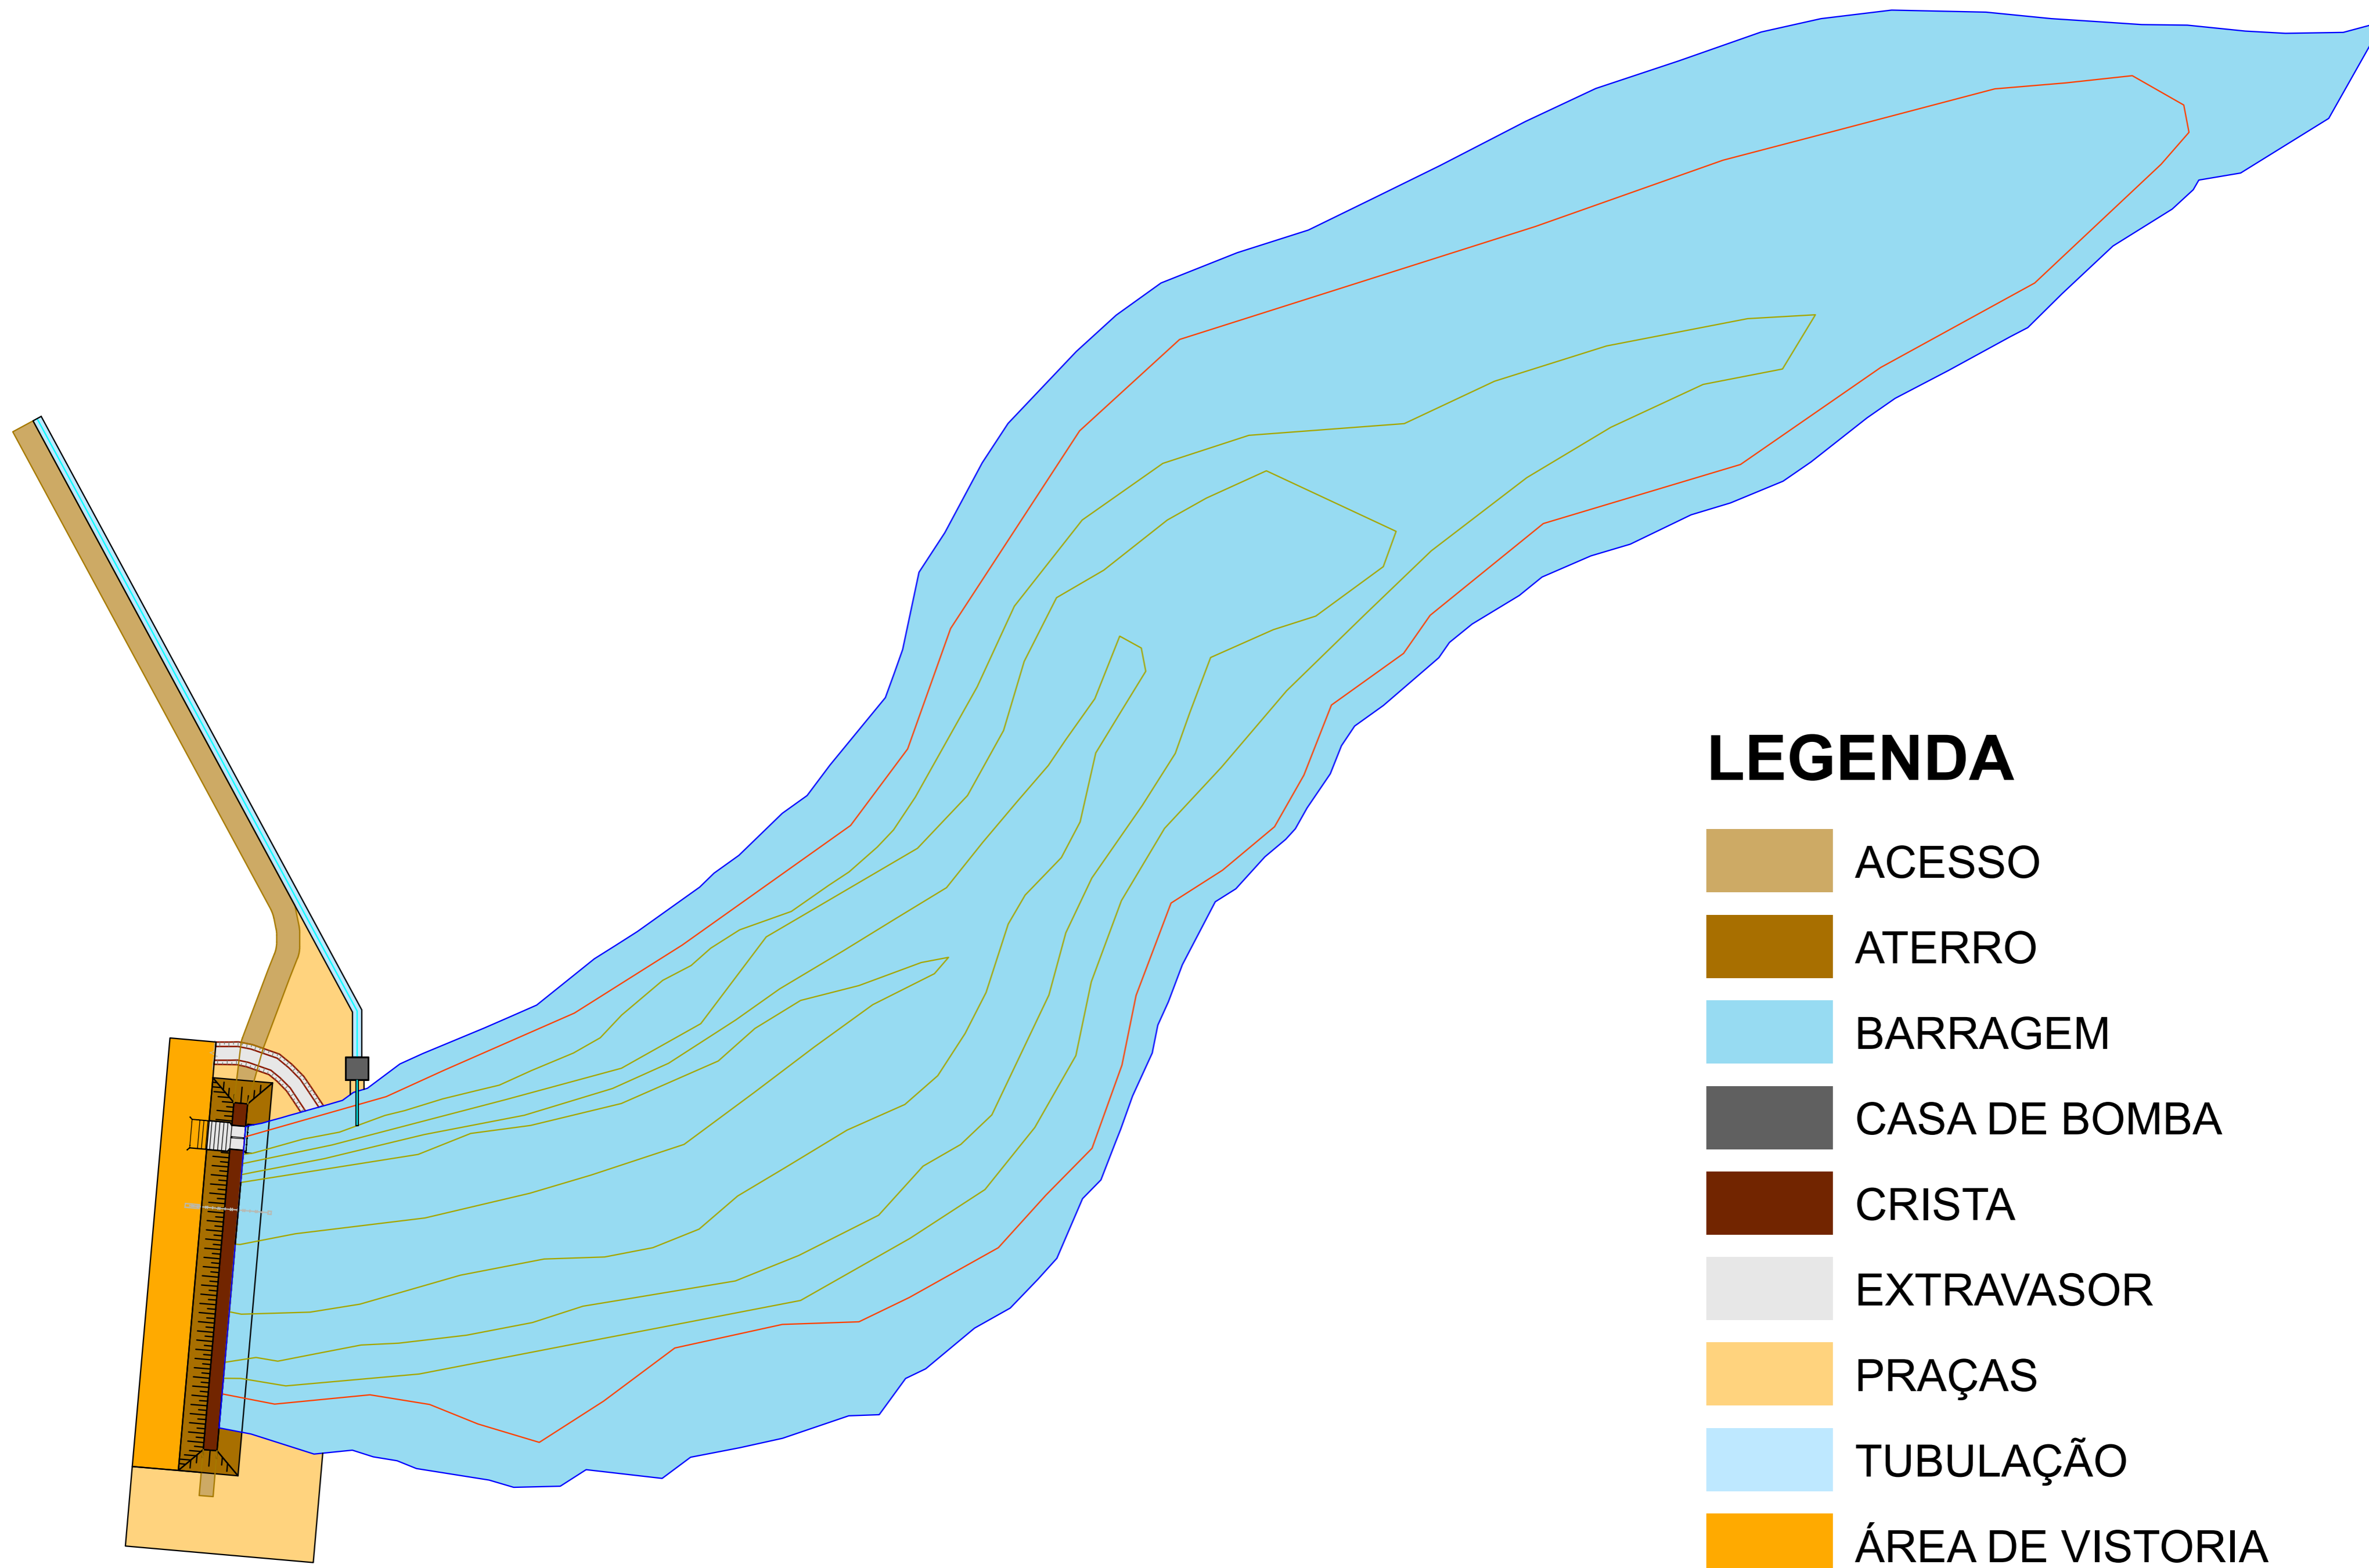 LEGENDA
ACESSO
ATERRO
BARRAGEM
CASA DE BOMBA
CRISTA
EXTRAVASOR
PRAÇAS
TUBULAÇÃO
ÁREA DE VISTORIA